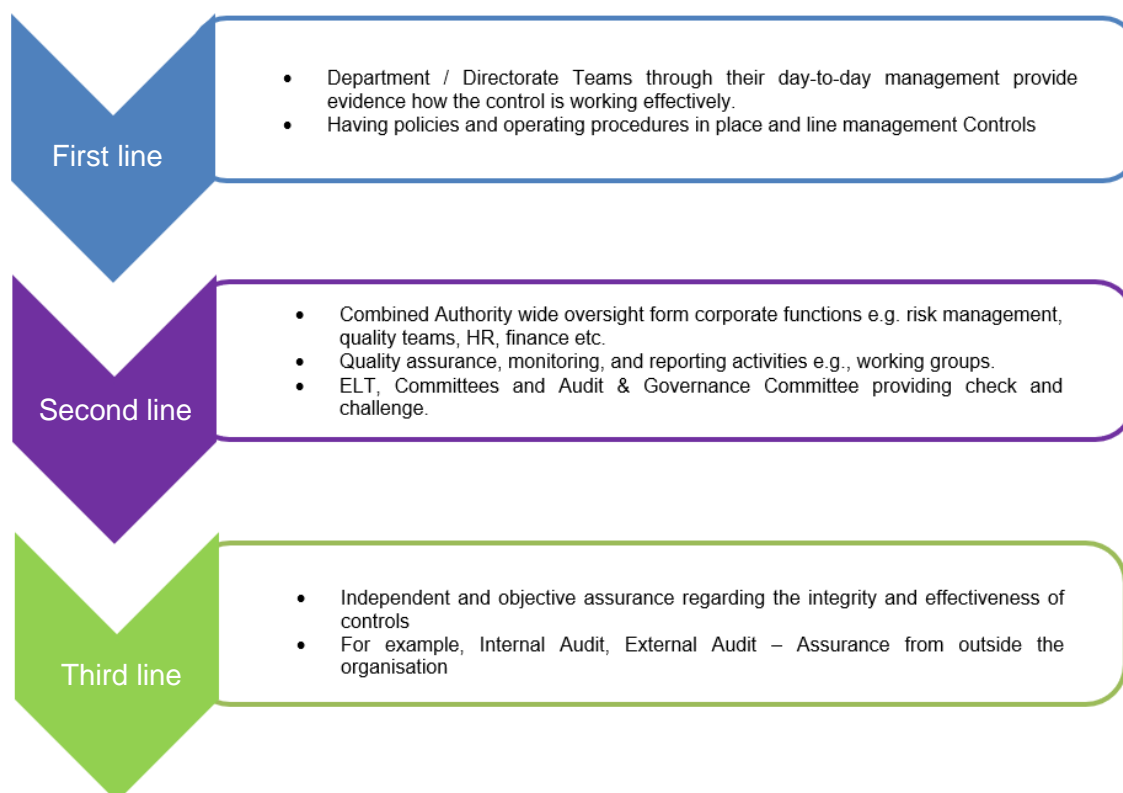 • Department / Directorate Teams through their day-to-day management provide
evidence how the control is working effectively.
• Having policies and operating procedures in place and line management Controls
First line
• Combined Authority wide oversight form corporate functions e.g. risk management,
quality teams, HR, finance etc.
• Quality assurance, monitoring, and reporting activities e.g., working groups.
• ELT, Committees and Audit & Governance Committee providing check and
challenge.
Second line
• Independent and objective assurance regarding the integrity and effectiveness of
controls
• For example, Internal Audit, External Audit – Assurance from outside the
organisation
Third line